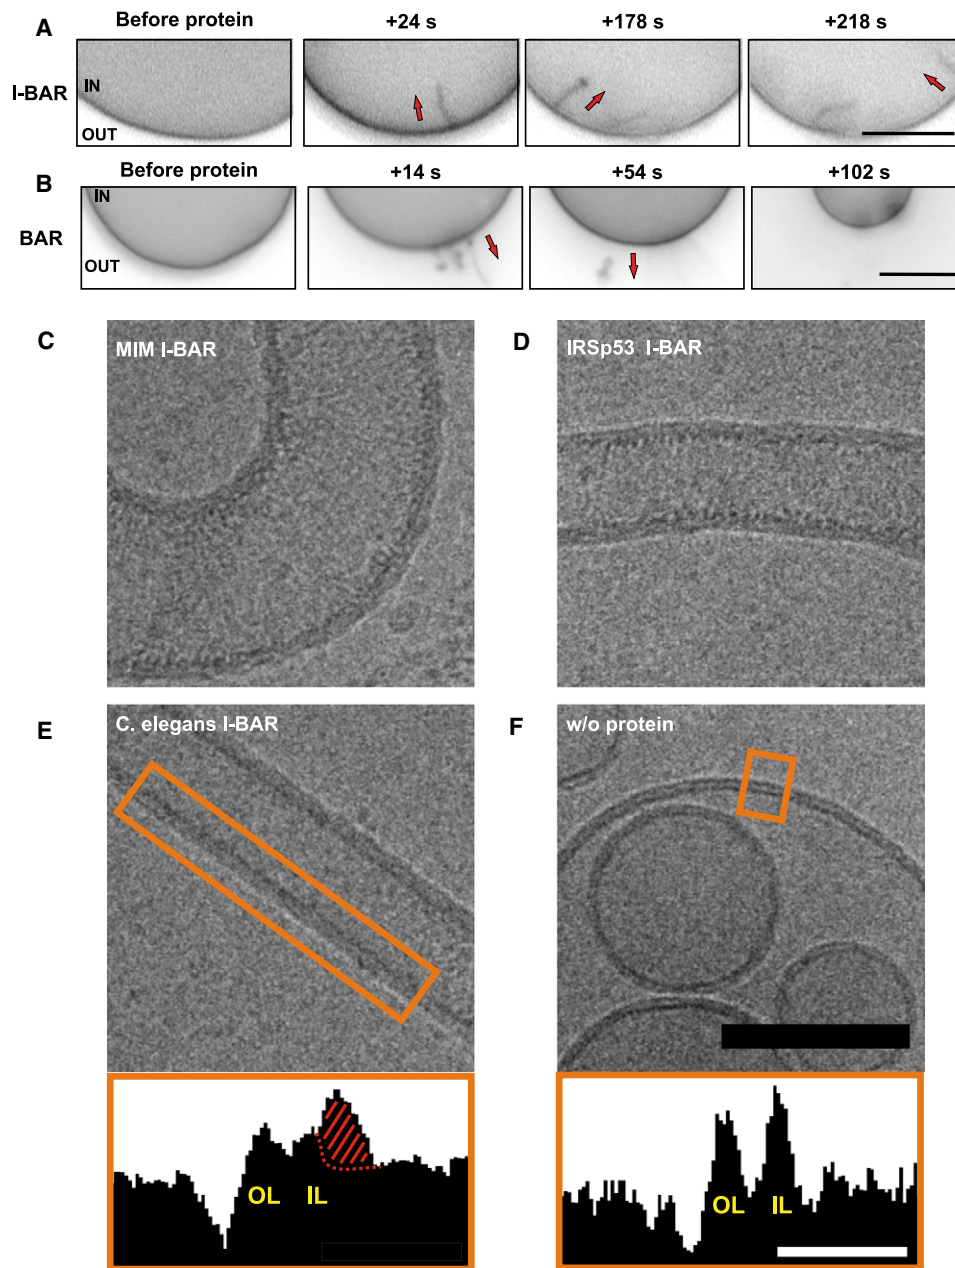 A
Before protein +24 s +178 s +218 s
I-BAR
IN
OUT
B
Before protein +14 s +54 s +102 s
BAR
IN
OUT
C
MIM I-BAR
D
IRSp53 I-BAR
E
C. elegans I-BAR
F
w/o protein
OL IL
OL IL